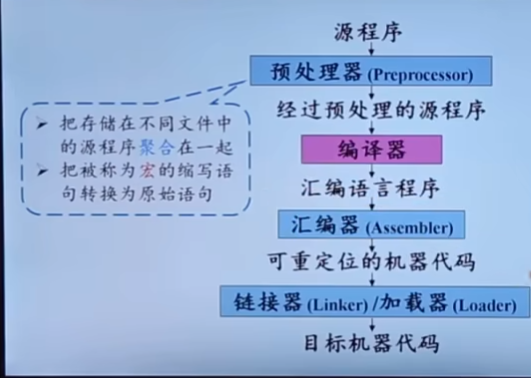 源程序
预处理器(Preprocessor)
经过预处理的源程序
➢ 把存储在不同文件中
的源程序聚合在一起
➢ 把被称为宏的缩写语
句转换为原始语句
编译器
汇编语言程序
汇编器(Assembler)
可重定位的机器代码
链接器(Linker)/加载器(Loader)
目标机器代码